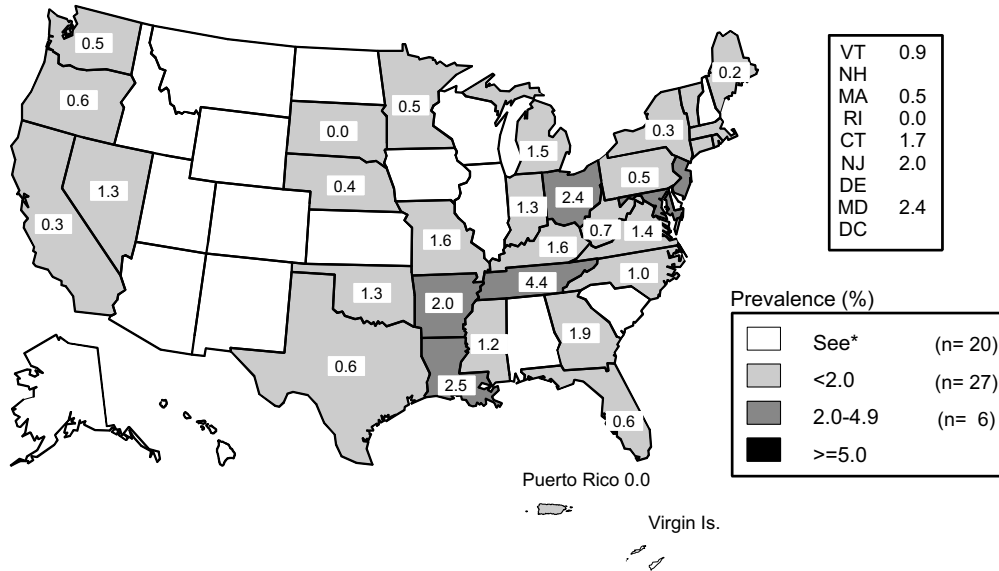 0.5
0.2
VT 0.9
NH
MA 0.5
RI 0.0
CT 1.7
NJ 2.0
DE
MD 2.4
DC
0.6
0.5
0.0
0.3
1.5
1.3
0.4
0.5
2.4
1.3
0.3
1.6
0.7
1.4
1.6
1.0
4.4
1.3
2.0
1.9
1.2
0.6
2.5
0.6
Prevalence (%)
See* (n= 20)
<2.0 (n= 27)
2.0-4.9 (n= 6)
>=5.0
Puerto Rico 0.0
Virgin Is.